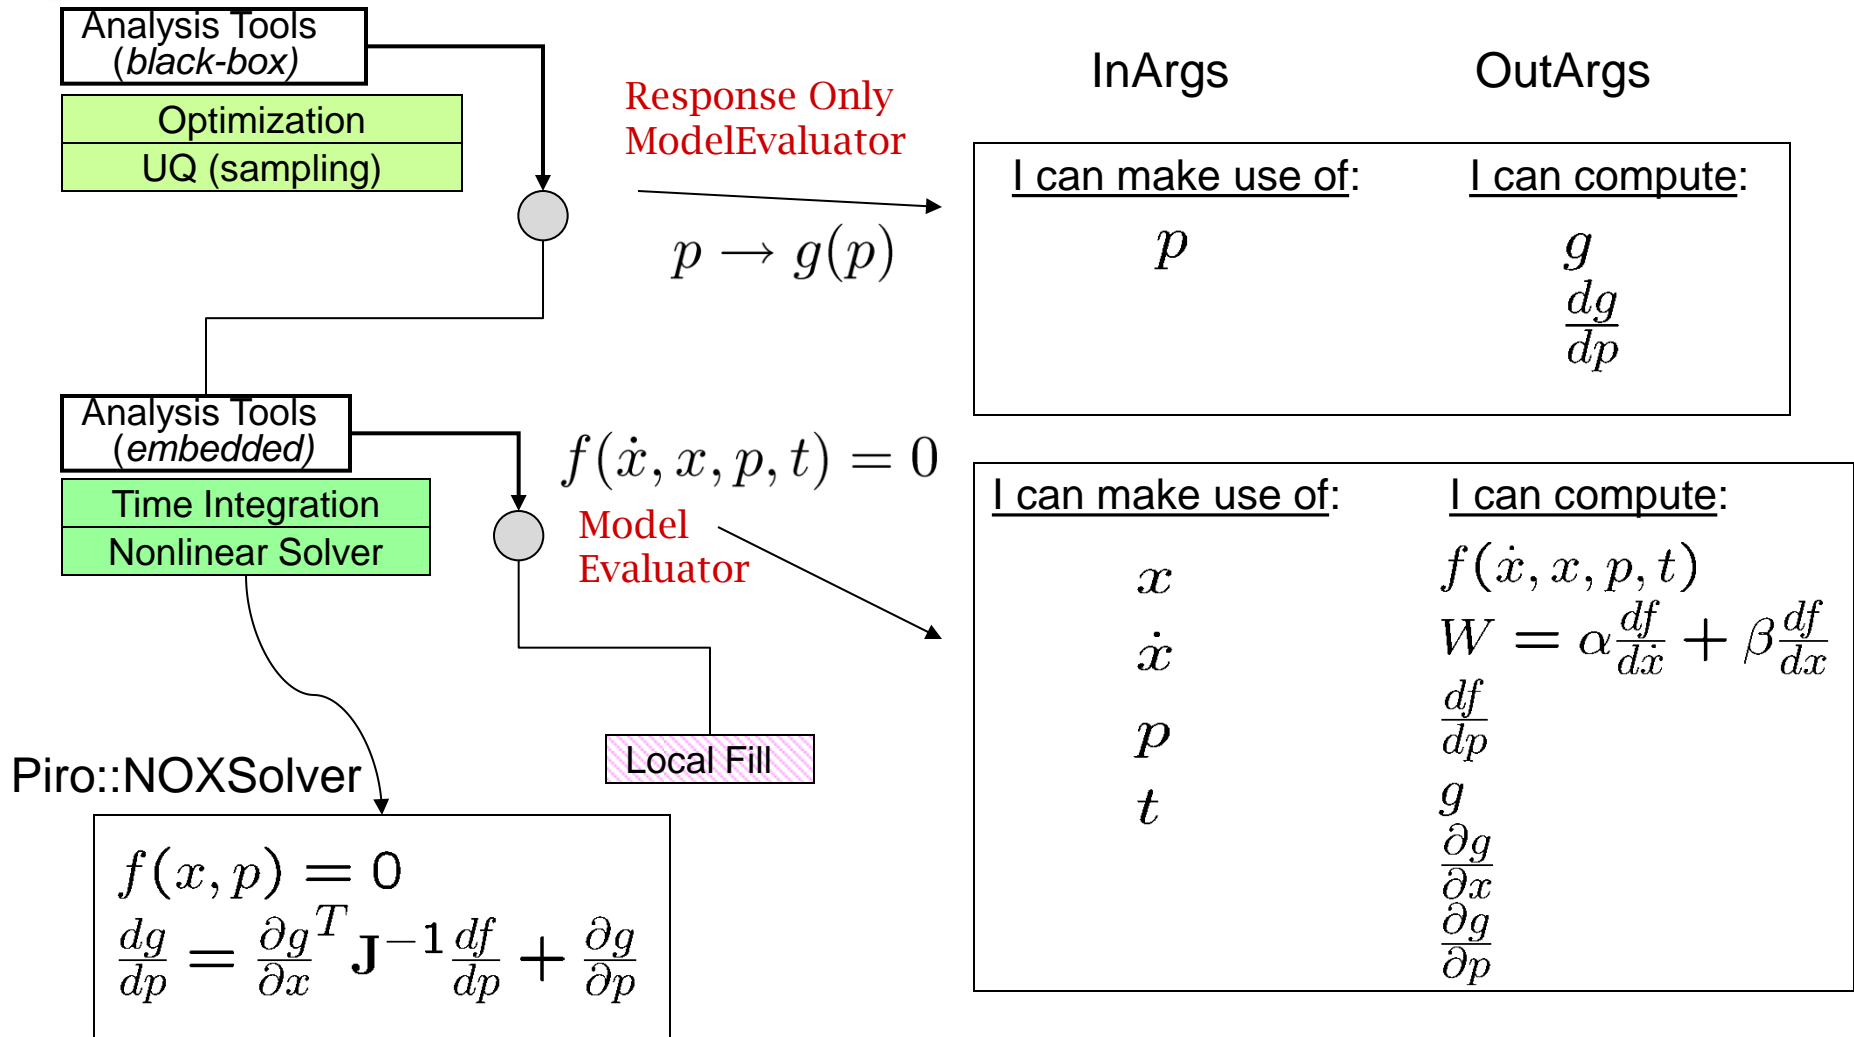 Analysis Tools
(black-box)
Optimization
UQ (sampling)
Response Only
ModelEvaluator
p → g(p)
InArgs
OutArgs
I can make use of:
p
I can compute:
g
dg/dp
Analysis Tools
(embedded)
Time Integration
Nonlinear Solver
f(ẋ, x, p, t) = 0
Model
Evaluator
Local Fill
I can make use of:
x
ẋ
p
t
I can compute:
f(ẋ, x, p, t)
W = α df/dẋ + β df/dx
df/dp
g
∂g/∂x
∂g/∂p
Piro::NOXSolver
f(x, p) = 0
dg/dp = ∂g/∂x^T J^−1 df/dp + ∂g/∂p